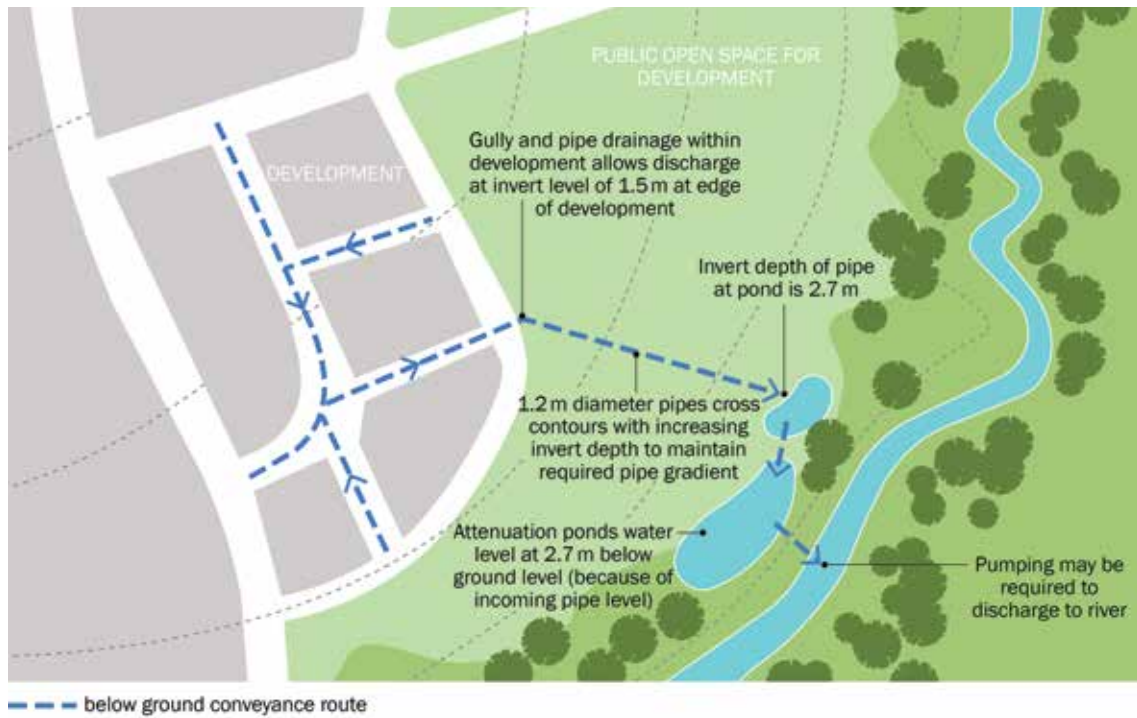 PUBLIC OPEN SPACE FOR
DEVELOPMENT
Gully and pipe drainage within
development allows discharge
at invert level of 1.5 m at edge
of development
DEVELOPMENT
Invert depth of pipe
at pond is 2.7 m
1.2 m diameter pipes cross
contours with increasing
invert depth to maintain
required pipe gradient
Attenuation ponds water
level at 2.7 m below
ground level (because of
incoming pipe level)
Pumping may be
required to
discharge to river
below ground conveyance route